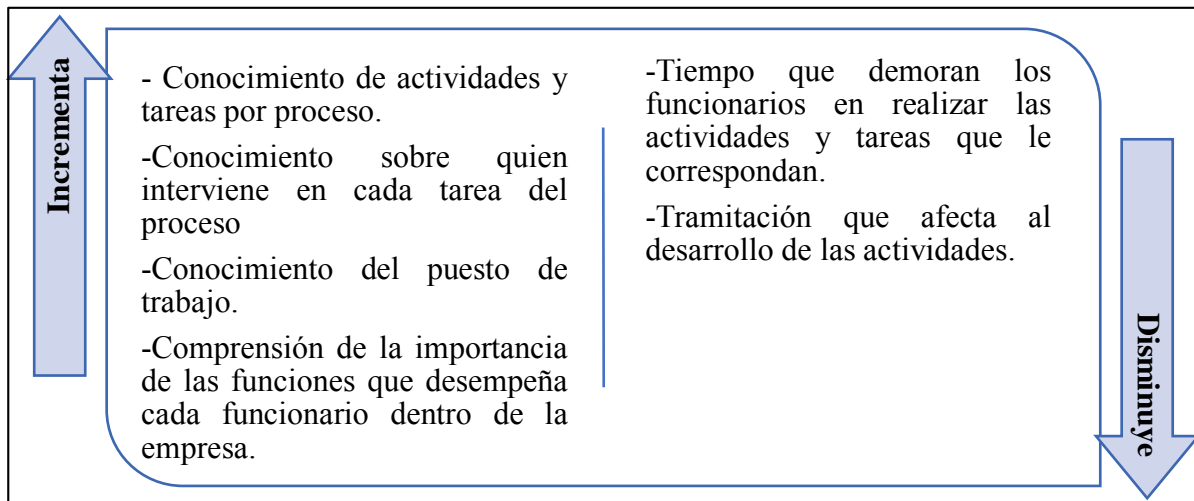 Incrementa
- Conocimiento de actividades y
tareas por proceso.
-Conocimiento sobre quien
interviene en cada tarea del
proceso
-Conocimiento del puesto de
trabajo.
-Comprensión de la importancia
de las funciones que desempeña
cada funcionario dentro de la
empresa.
-Tiempo que demoran los
funcionarios en realizar las
actividades y tareas que le
correspondan.
-Tramitación que afecta al
desarrollo de las actividades.
Disminuye